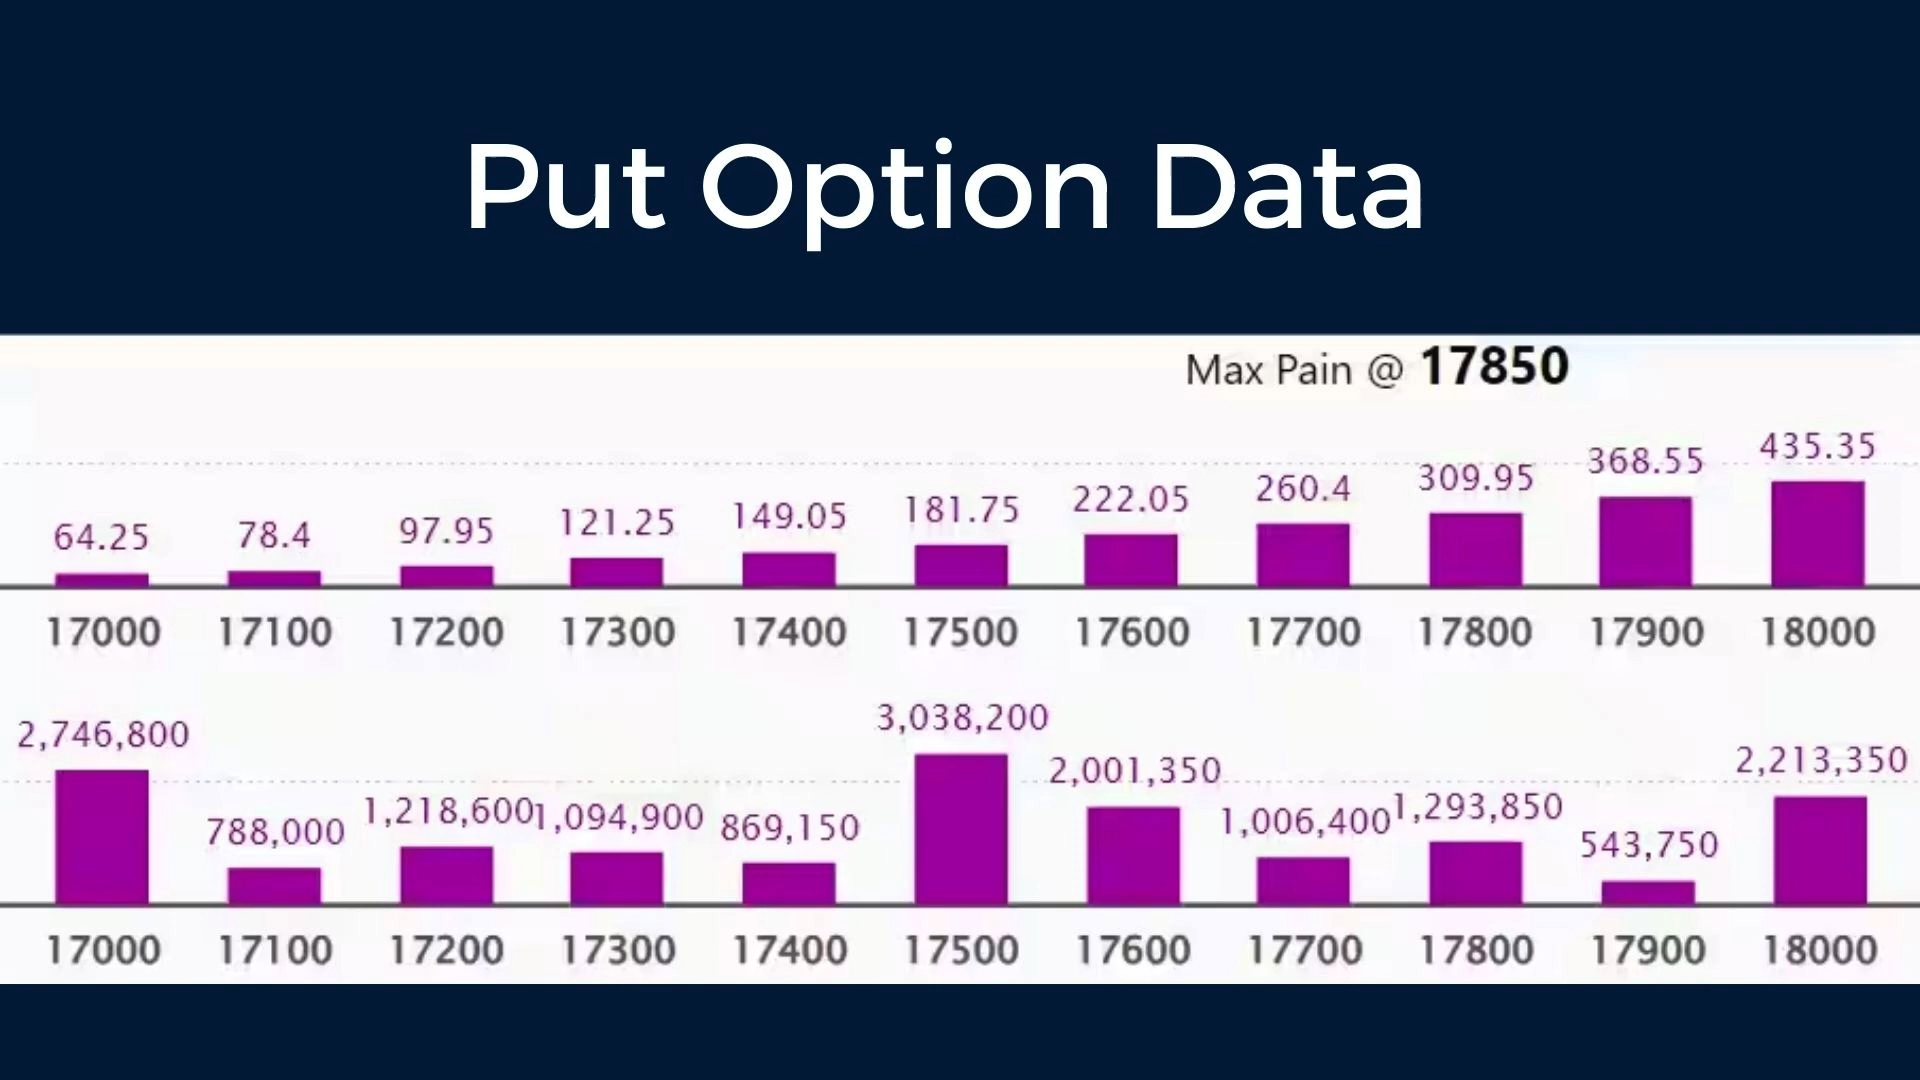 Put Option Data
Max Pain @ 17850
64.25 78.4 97.95 121.25 149.05 181.75 222.05 260.4 309.95 368.55 435.35
17000 17100 17200 17300 17400 17500 17600 17700 17800 17900 18000
2,746,800 788,000 1,218,600 1,094,900 869,150 3,038,200 2,001,350 1,006,400 1,293,850 543,750 2,213,350
17000 17100 17200 17300 17400 17500 17600 17700 17800 17900 18000